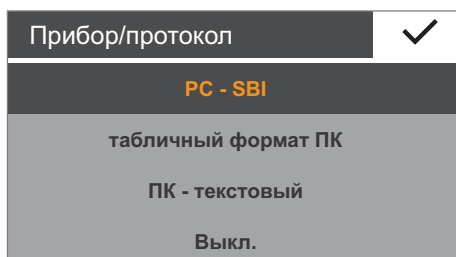 Прибор/протокол
PC - SBI
табличный формат ПК
ПК - текстовый
Выкл.